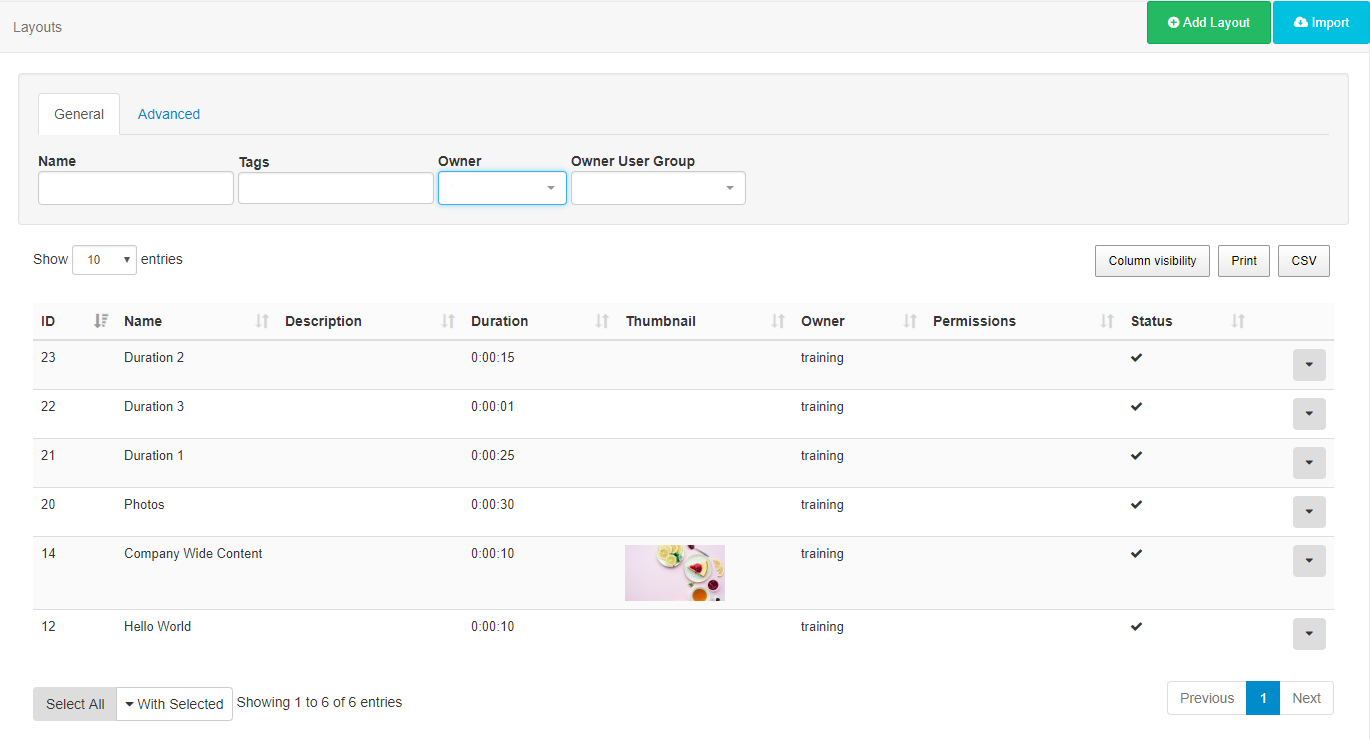 Layouts
Add Layout
Import
General Advanced
Name Tags Owner Owner User Group
Show 10 entries
Column visibility Print CSV
ID Name Description Duration Thumbnail Owner Permissions Status
23 Duration 2 0:00:15 training
22 Duration 3 0:00:01 training
21 Duration 1 0:00:25 training
20 Photos 0:00:30 training
14 Company Wide Content 0:00:10 training
12 Hello World 0:00:10 training
Select All With Selected Showing 1 to 6 of 6 entries
Previous 1 Next